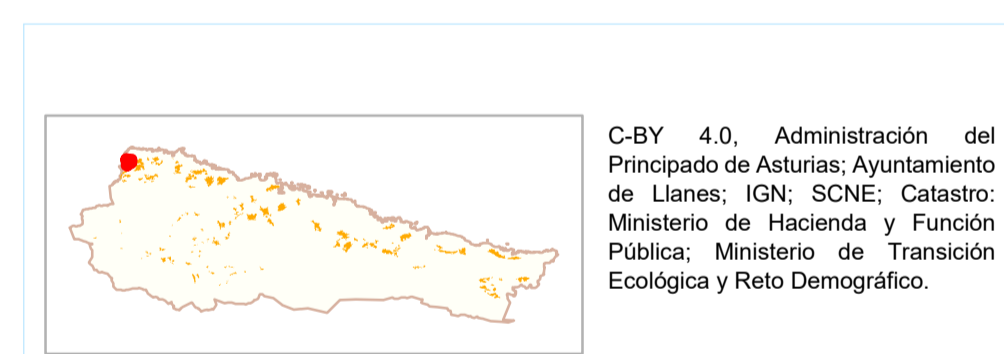 C-BY 4.0, Administración del
Principado de Asturias; Ayuntamiento
de Llanes; IGN; SCNE; Catastro:
Ministerio de Hacienda y Función
Pública; Ministerio de Transición
Ecológica y Reto Demográfico.